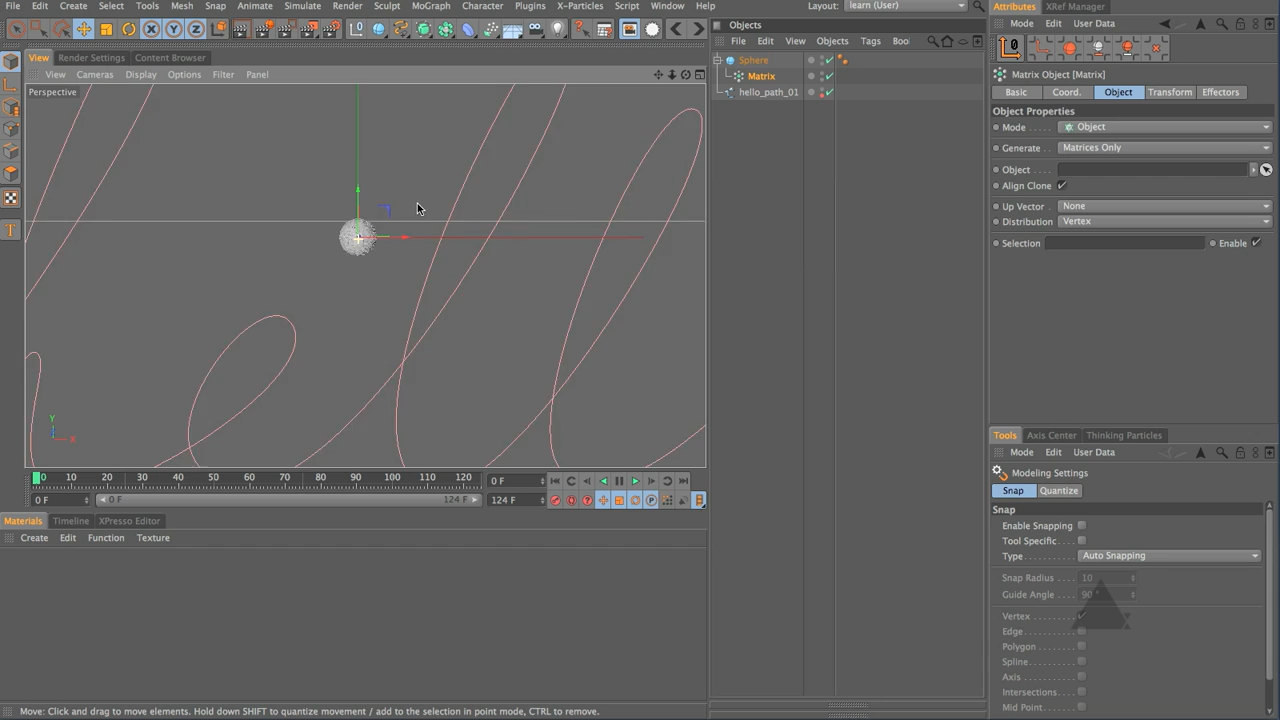 File Edit Create Select Tools Mesh Snap Animate Simulate Render Sculpt MoGraph Character Plugins X-Particles Script Window Help
Layout: learn (User)
Attributes XRef Manager
Mode Edit User Data
View Render Settings Content Browser
View Cameras Display Options Filter Panel
Perspective
Y
X
Objects
File Edit View Objects Tags Boo
Sphere
Matrix
hello_path_01
Matrix Object [Matrix]
Basic Coord. Object Transform Effectors
Object Properties
Mode Object
Generate Matrices Only
Object
Align Clone
Up Vector None
Distribution Vertex
Selection Enable
0 10 20 30 40 50 60 70 80 90 100 110 120 0 F
0 F 0 F 124 F 124 F
Materials Timeline XPresso Editor
Create Edit Function Texture
Tools Axis Center Thinking Particles
Mode Edit User Data
Modeling Settings
Snap Quantize
Snap
Enable Snapping
Tool Specific
Type Auto Snapping
Snap Radius 10
Guide Angle 90 °
Vertex
Edge
Polygon
Spline
Axis
Intersections
Mid Point
Move: Click and drag to move elements. Hold down SHIFT to quantize movement / add to the selection in point mode, CTRL to remove.